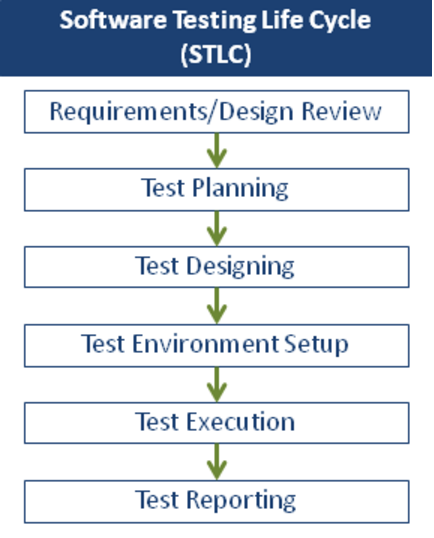 Software Testing Life Cycle
(STLC)
Requirements/Design Review
Test Planning
Test Designing
Test Environment Setup
Test Execution
Test Reporting